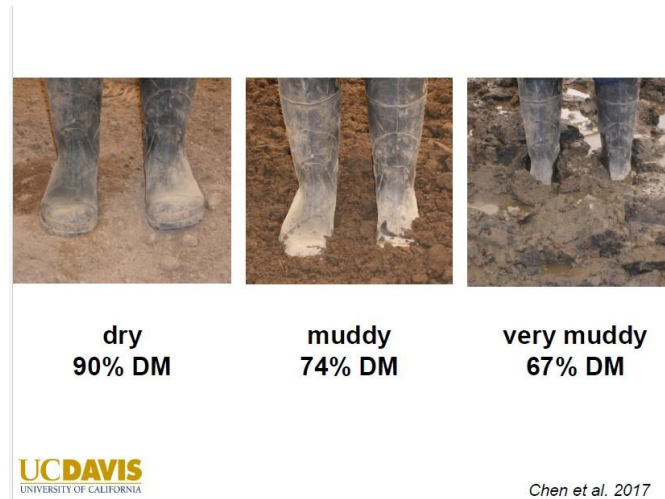 dry
90% DM
muddy
74% DM
very muddy
67% DM
UCDAVIS
UNIVERSITY OF CALIFORNIA
Chen et al. 2017